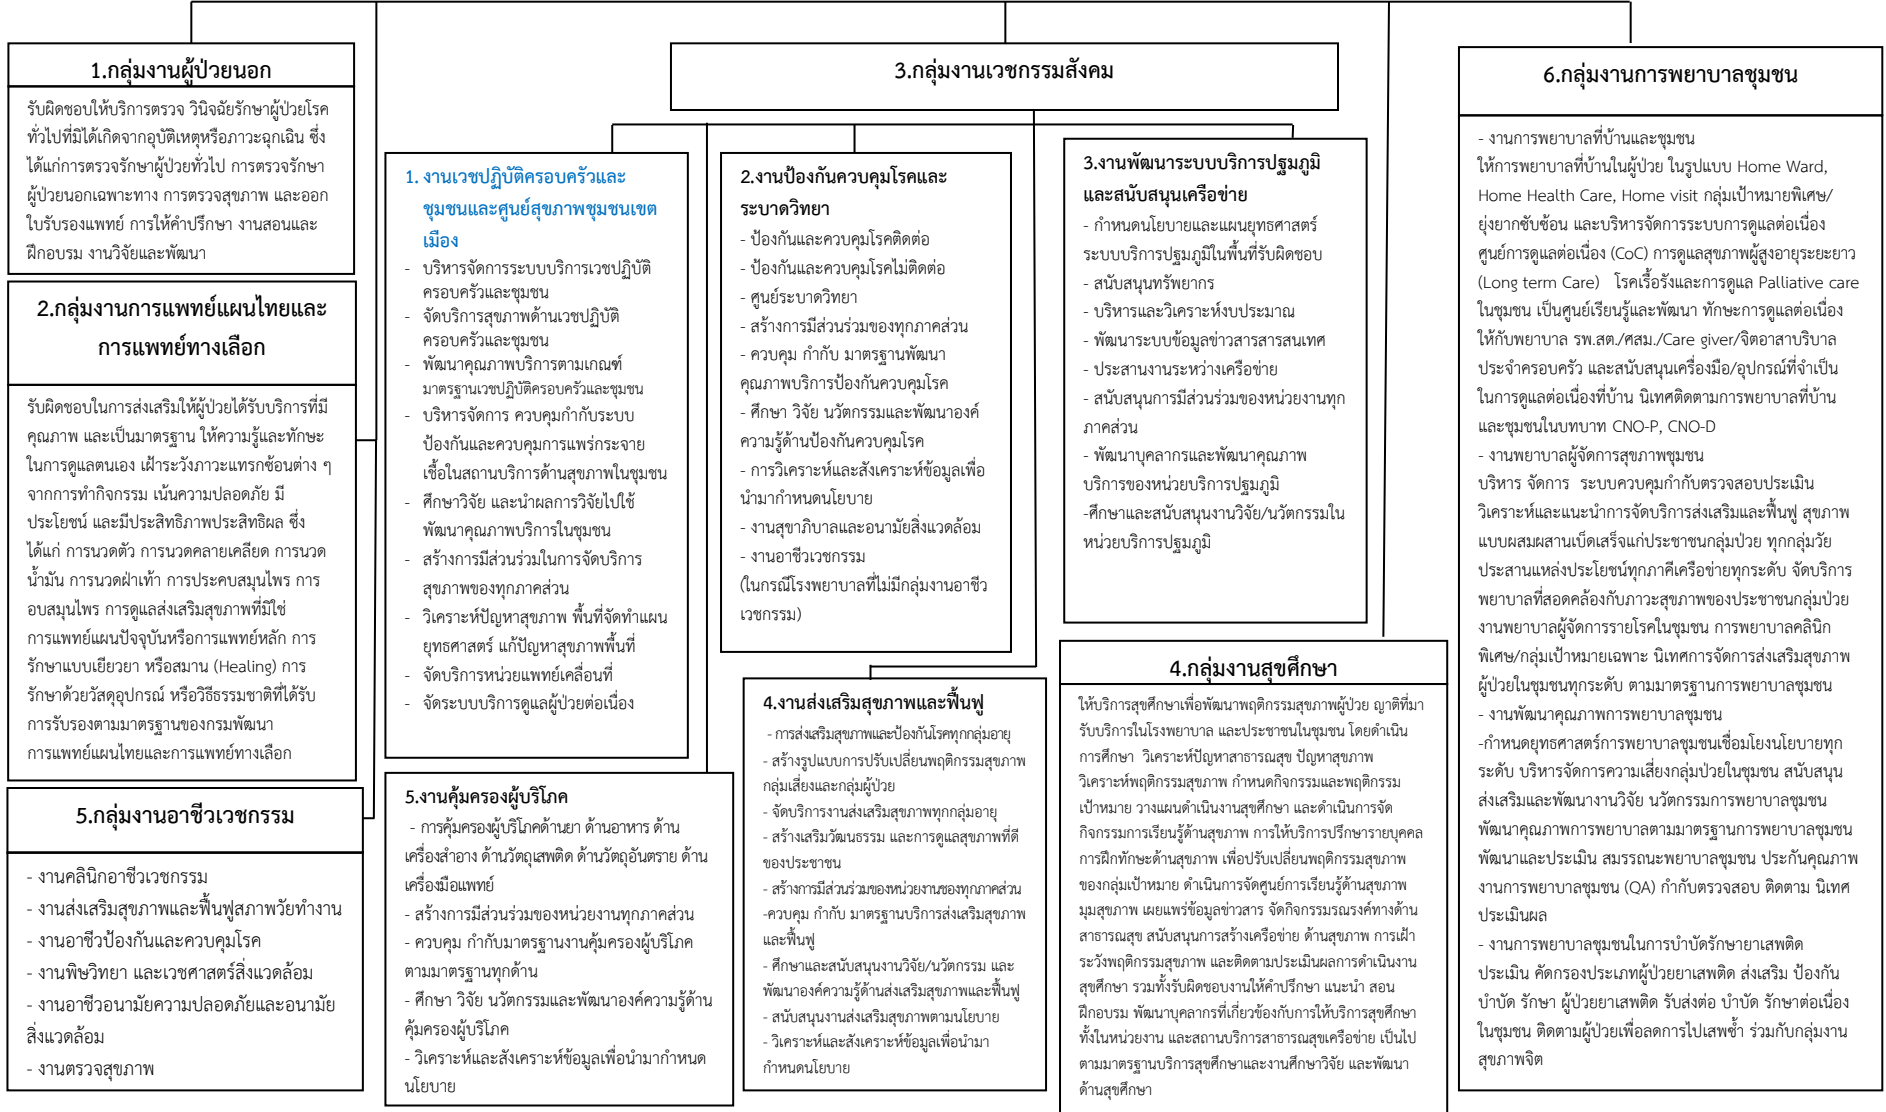 1.กลุ่มงานผู้ป่วยนอก
รับผิดชอบให้บริการตรวจ วินิจฉัยรักษาผู้ป่วยโรค
ทั่วไปที่มิได้เกิดจากอุบัติเหตุหรือภาวะฉุกเฉิน ซึ่ง
ได้แก่การตรวจรักษาผู้ป่วยทั่วไป การตรวจรักษา
ผู้ป่วยนอกเฉพาะทาง การตรวจสุขภาพ และออก
ใบรับรองแพทย์ การให้คำปรึกษา งานสอนและ
ฝึกอบรม งานวิจัยและพัฒนา
2.กลุ่มงานการแพทย์แผนไทยและ
การแพทย์ทางเลือก
รับผิดชอบในการส่งเสริมให้ผู้ป่วยได้รับบริการที่มี
คุณภาพ และเป็นมาตรฐาน ให้ความรู้และทักษะ
ในการดูแลตนเอง เฝ้าระวังภาวะแทรกซ้อนต่าง ๆ
จากการทำกิจกรรม เน้นความปลอดภัย มี
ประโยชน์ และมีประสิทธิภาพประสิทธิผล ซึ่ง
ได้แก่ การนวดตัว การนวดคลายเคลียด การนวด
น้ำมัน การนวดฝ่าเท้า การประคบสมุนไพร การ
อบสมุนไพร การดูแลส่งเสริมสุขภาพที่มิใช่
การแพทย์แผนปัจจุบันหรือการแพทย์หลัก การ
รักษาแบบเยียวยา หรือสมาน (Healing) การ
รักษาด้วยวัสดุอุปกรณ์ หรือวิธีธรรมชาติที่ได้รับ
การรับรองตามมาตรฐานของกรมพัฒนา
การแพทย์แผนไทยและการแพทย์ทางเลือก
5.กลุ่มงานอาชีวเวชกรรม
- งานคลินิกอาชีวเวชกรรม
- งานส่งเสริมสุขภาพและฟื้นฟูสภาพวัยทำงาน
- งานอาชีวป้องกันและควบคุมโรค
- งานพิษวิทยา และเวชศาสตร์สิ่งแวดล้อม
- งานอาชีวอนามัยความปลอดภัยและอนามัย
สิ่งแวดล้อม
- งานตรวจสุขภาพ
3.กลุ่มงานเวชกรรมสังคม
1. งานเวชปฏิบัติครอบครัวและ
ชุมชนและศูนย์สุขภาพชุมชนเขต
เมือง
- บริหารจัดการระบบบริการเวชปฏิบัติ
ครอบครัวและชุมชน
- จัดบริการสุขภาพด้านเวชปฏิบัติ
ครอบครัวและชุมชน
- พัฒนาคุณภาพบริการตามเกณฑ์
มาตรฐานเวชปฏิบัติครอบครัวและชุมชน
- บริหารจัดการ ควบคุมกำกับระบบ
ป้องกันและควบคุมการแพร่กระจาย
เชื้อในสถานบริการด้านสุขภาพในชุมชน
- ศึกษาวิจัย และนำผลการวิจัยไปใช้
พัฒนาคุณภาพบริการในชุมชน
- สร้างการมีส่วนร่วมในการจัดบริการ
สุขภาพของทุกภาคส่วน
- วิเคราะห์ปัญหาสุขภาพ พื้นที่จัดทำแผน
ยุทธศาสตร์ แก้ปัญหาสุขภาพพื้นที่
- จัดบริการหน่วยแพทย์เคลื่อนที่
- จัดระบบบริการดูแลผู้ป่วยต่อเนื่อง
2.งานป้องกันควบคุมโรคและ
ระบาดวิทยา
- ป้องกันและควบคุมโรคติดต่อ
- ป้องกันและควบคุมโรคไม่ติดต่อ
- ศูนย์ระบาดวิทยา
- สร้างการมีส่วนร่วมของทุกภาคส่วน
- ควบคุม กำกับ มาตรฐานพัฒนา
คุณภาพบริการป้องกันควบคุมโรค
- ศึกษา วิจัย นวัตกรรมและพัฒนาองค์
ความรู้ด้านป้องกันควบคุมโรค
- การวิเคราะห์และสังเคราะห์ข้อมูลเพื่อ
นำมากำหนดนโยบาย
- งานสุขาภิบาลและอนามัยสิ่งแวดล้อม
- งานอาชีวเวชกรรม
(ในกรณีโรงพยาบาลที่ไม่มีกลุ่มงานอาชีว
เวชกรรม)
3.งานพัฒนาระบบบริการปฐมภูมิ
และสนับสนุนเครือข่าย
- กำหนดนโยบายและแผนยุทธศาสตร์
ระบบบริการปฐมภูมิในพื้นที่รับผิดชอบ
- สนับสนุนทรัพยากร
- บริหารและวิเคราะห์งบประมาณ
- พัฒนาระบบข้อมูลข่าวสารสารสนเทศ
- ประสานงานระหว่างเครือข่าย
- สนับสนุนการมีส่วนร่วมของหน่วยงานทุก
ภาคส่วน
- พัฒนาบุคลากรและพัฒนาคุณภาพ
บริการของหน่วยบริการปฐมภูมิ
-ศึกษาและสนับสนุนงานวิจัย/นวัตกรรมใน
หน่วยบริการปฐมภูมิ
5.งานคุ้มครองผู้บริโภค
- การคุ้มครองผู้บริโภคด้านยา ด้านอาหาร ด้าน
เครื่องสำอาง ด้านวัตถุเสพติด ด้านวัตถุอันตราย ด้าน
เครื่องมือแพทย์
- สร้างการมีส่วนร่วมของหน่วยงานทุกภาคส่วน
- ควบคุม กำกับมาตรฐานงานคุ้มครองผู้บริโภค
ตามมาตรฐานทุกด้าน
- ศึกษา วิจัย นวัตกรรมและพัฒนาองค์ความรู้ด้าน
คุ้มครองผู้บริโภค
- วิเคราะห์และสังเคราะห์ข้อมูลเพื่อนำมากำหนด
นโยบาย
4.งานส่งเสริมสุขภาพและฟื้นฟู
- การส่งเสริมสุขภาพและป้องกันโรคทุกกลุ่มอายุ
- สร้างรูปแบบการปรับเปลี่ยนพฤติกรรมสุขภาพ
กลุ่มเสี่ยงและกลุ่มผู้ป่วย
- จัดบริการงานส่งเสริมสุขภาพทุกกลุ่มอายุ
- สร้างเสริมวัฒนธรรม และการดูแลสุขภาพที่ดี
ของประชาชน
- สร้างการมีส่วนร่วมของหน่วยงานของทุกภาคส่วน
-ควบคุม กำกับ มาตรฐานบริการส่งเสริมสุขภาพ
และฟื้นฟู
- ศึกษาและสนับสนุนงานวิจัย/นวัตกรรม และ
พัฒนาองค์ความรู้ด้านส่งเสริมสุขภาพและฟื้นฟู
- สนับสนุนงานส่งเสริมสุขภาพตามนโยบาย
- วิเคราะห์และสังเคราะห์ข้อมูลเพื่อนำมา
กำหนดนโยบาย
4.กลุ่มงานสุขศึกษา
ให้บริการสุขศึกษาเพื่อพัฒนาพฤติกรรมสุขภาพผู้ป่วย ญาติที่มา
รับบริการในโรงพยาบาล และประชาชนในชุมชน โดยดำเนิน
การศึกษา วิเคราะห์ปัญหาสาธารณสุข ปัญหาสุขภาพ
วิเคราะห์พฤติกรรมสุขภาพ กำหนดกิจกรรมและพฤติกรรม
เป้าหมาย วางแผนดำเนินงานสุขศึกษา และดำเนินการจัด
กิจกรรมการเรียนรู้ด้านสุขภาพ การให้บริการปรึกษารายบุคคล
การฝึกทักษะด้านสุขภาพ เพื่อปรับเปลี่ยนพฤติกรรมสุขภาพ
ของกลุ่มเป้าหมาย ดำเนินการจัดศูนย์การเรียนรู้ด้านสุขภาพ
มุมสุขภาพ เผยแพร่ข้อมูลข่าวสาร จัดกิจกรรมรณรงค์ทางด้าน
สาธารณสุข สนับสนุนการสร้างเครือข่าย ด้านสุขภาพ การเฝ้า
ระวังพฤติกรรมสุขภาพ และติดตามประเมินผลการดำเนินงาน
สุขศึกษา รวมทั้งรับผิดชอบงานให้คำปรึกษา แนะนำ สอน
ฝึกอบรม พัฒนาบุคลากรที่เกี่ยวข้องกับการให้บริการสุขศึกษา
ทั้งในหน่วยงาน และสถานบริการสาธารณสุขเครือข่าย เป็นไป
ตามมาตรฐานบริการสุขศึกษาและงานศึกษาวิจัย และพัฒนา
ด้านสุขศึกษา
6.กลุ่มงานการพยาบาลชุมชน
- งานการพยาบาลที่บ้านและชุมชน
ให้การพยาบาลที่บ้านในผู้ป่วย ในรูปแบบ Home Ward,
Home Health Care, Home visit กลุ่มเป้าหมายพิเศษ/
ยุ่งยากซับซ้อน และบริหารจัดการระบบการดูแลต่อเนื่อง
ศูนย์การดูแลต่อเนื่อง (CoC) การดูแลสุขภาพผู้สูงอายุระยะยาว
(Long term Care) โรคเรื้อรังและการดูแล Palliative care
ในชุมชน เป็นศูนย์เรียนรู้และพัฒนา ทักษะการดูแลต่อเนื่อง
ให้กับพยาบาล รพ.สต./ศสม./Care giver/จิตอาสาบริบาล
ประจำครอบครัว และสนับสนุนเครื่องมือ/อุปกรณ์ที่จำเป็น
ในการดูแลต่อเนื่องที่บ้าน นิเทศติดตามการพยาบาลที่บ้าน
และชุมชนในบทบาท CNO-P, CNO-D
- งานพยาบาลผู้จัดการสุขภาพชุมชน
บริหาร จัดการ ระบบควบคุมกำกับตรวจสอบประเมิน
วิเคราะห์และแนะนำการจัดบริการส่งเสริมและฟื้นฟู สุขภาพ
แบบผสมผสานเบ็ดเสร็จแก่ประชาชนกลุ่มป่วย ทุกกลุ่มวัย
ประสานแหล่งประโยชน์ทุกภาคีเครือข่ายทุกระดับ จัดบริการ
พยาบาลที่สอดคล้องกับภาวะสุขภาพของประชาชนกลุ่มป่วย
งานพยาบาลผู้จัดการรายโรคในชุมชน การพยาบาลคลินิก
พิเศษ/กลุ่มเป้าหมายเฉพาะ นิเทศการจัดการส่งเสริมสุขภาพ
ผู้ป่วยในชุมชนทุกระดับ ตามมาตรฐานการพยาบาลชุมชน
- งานพัฒนาคุณภาพการพยาบาลชุมชน
-กำหนดยุทธศาสตร์การพยาบาลชุมชนเชื่อมโยงนโยบายทุก
ระดับ บริหารจัดการความเสี่ยงกลุ่มป่วยในชุมชน สนับสนุน
ส่งเสริมและพัฒนางานวิจัย นวัตกรรมการพยาบาลชุมชน
พัฒนาคุณภาพการพยาบาลตามมาตรฐานการพยาบาลชุมชน
พัฒนาและประเมิน สมรรถนะพยาบาลชุมชน ประกันคุณภาพ
งานการพยาบาลชุมชน (QA) กำกับตรวจสอบ ติดตาม นิเทศ
ประเมินผล
- งานการพยาบาลชุมชนในการบำบัดรักษายาเสพติด
ประเมิน คัดกรองประเภทผู้ป่วยยาเสพติด ส่งเสริม ป้องกัน
บำบัด รักษา ผู้ป่วยยาเสพติด รับส่งต่อ บำบัด รักษาต่อเนื่อง
ในชุมชน ติดตามผู้ป่วยเพื่อลดการไปเสพซ้ำ ร่วมกับกลุ่มงาน
สุขภาพจิต